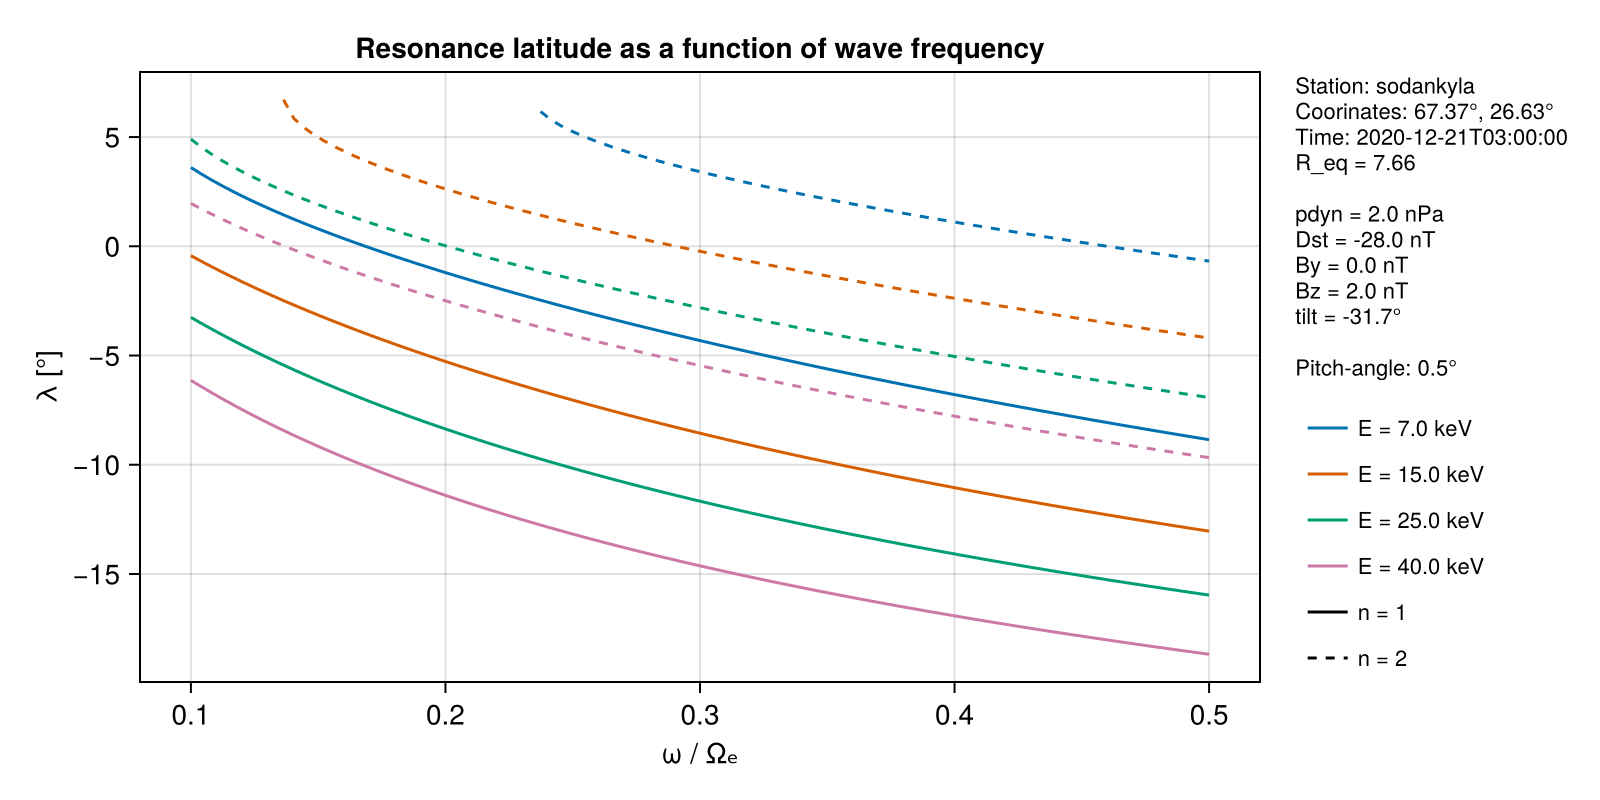 Resonance latitude as a function of wave frequency
Station: sodankyla
Coorinates: 67.37°, 26.63°
Time: 2020-12-21T03:00:00
R_eq = 7.66
pdyn = 2.0 nPa
Dst = -28.0 nT
By = 0.0 nT
Bz = 2.0 nT
tilt = -31.7°
Pitch-angle: 0.5°
E = 7.0 keV
E = 15.0 keV
E = 25.0 keV
E = 40.0 keV
n = 1
n = 2
λ [°]
5
0
−5
−10
−15
0.1 0.2 0.3 0.4 0.5
ω / Ωₑ